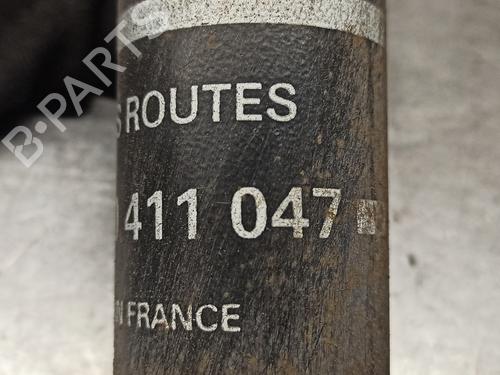 B-PARTS
S ROUTES
411 047
N FRANCE